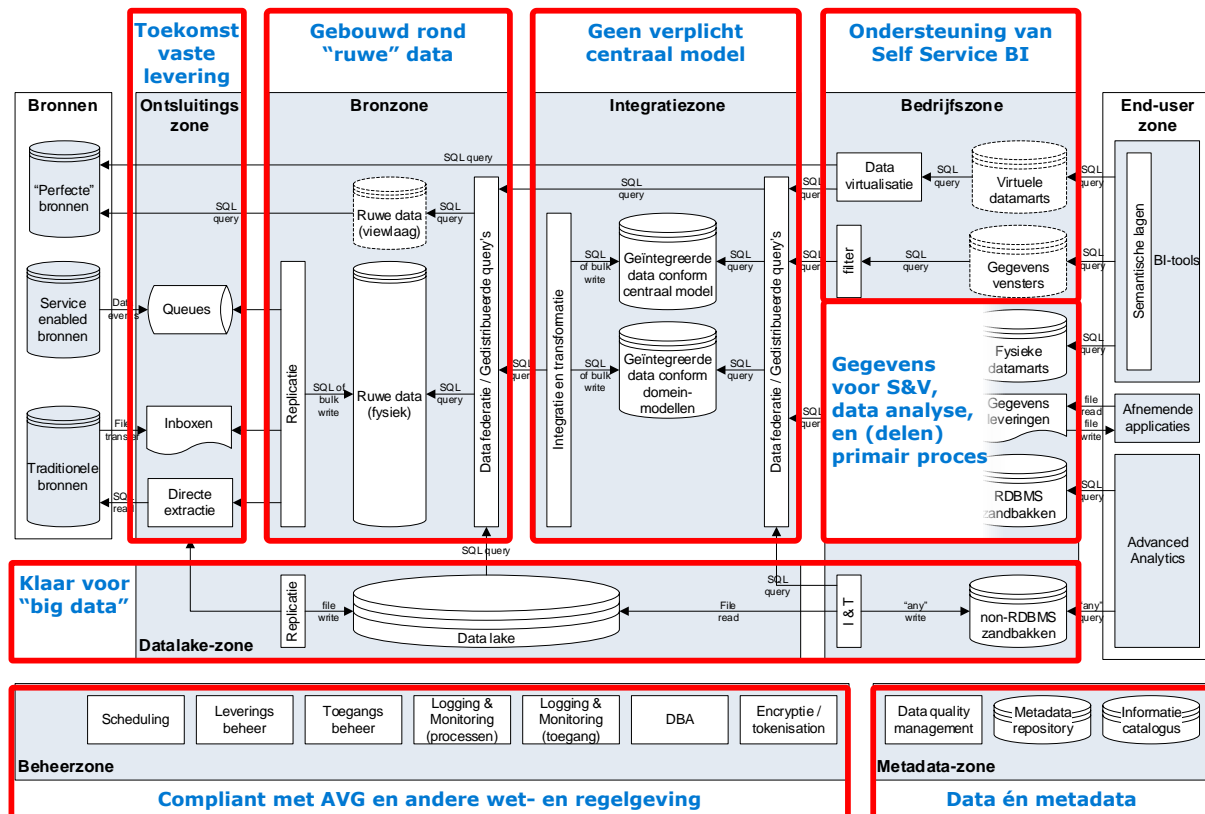 Toekomst
vaste
levering
Gebouwd rond
“ruwe” data
Geen verplicht
centraal model
Ondersteuning van
Self Service BI
Bronnen
Ontsluitings
zone
Bronzone
Integratiezone
Bedrijfszone
End-user
zone
“Perfecte”
bronnen
Service
enabled
bronnen
Traditionele
bronnen
Data
events
File
transfer
SQL
read
Queues
Inboxen
Directe
extractie
SQL query
SQL
query
Replicatie
SQL of
bulk
write
Ruwe data
(viewlaag)
Ruwe data
(fysiek)
SQL
query
SQL
query
Data federatie / Gedistribueerde query’s
SQL
query
SQL
query
Integratie en transformatie
SQL
of bulk
write
SQL
of bulk
write
Geïntegreerde
data conform
centraal model
Geïntegreerde
data conform
domein-
modellen
SQL
query
SQL
query
Data federatie / Gedistribueerde query’s
SQL
query
SQL
query
SQL
query
Data
virtualisatie
filter
SQL
query
SQL
query
Virtuele
datamarts
Gegevens
vensters
Gegevens
voor S&V,
data analyse,
en (delen)
primair proces
Fysieke
datamarts
Gegevens
leveringen
RDBMS
zandbakken
SQL
query
SQL
query
SQL
query
file
read
file
write
SQL
query
Semantische lagen
BI-tools
Afnemende
applicaties
Advanced
Analytics
Klaar voor
“big data”
Replicatie
file
write
Data lake
SQL query
File
read
SQL
query
I & T
“any”
write
non-RDBMS
zandbakken
“any”
query
Datalake-zone
Scheduling
Leverings
beheer
Toegangs
beheer
Logging &
Monitoring
(processen)
Logging &
Monitoring
(toegang)
DBA
Encryptie /
tokenisation
Beheerzone
Compliant met AVG en andere wet- en regelgeving
Data quality
management
Metadata
repository
Informatie
catalogus
Metadata-zone
Data én metadata